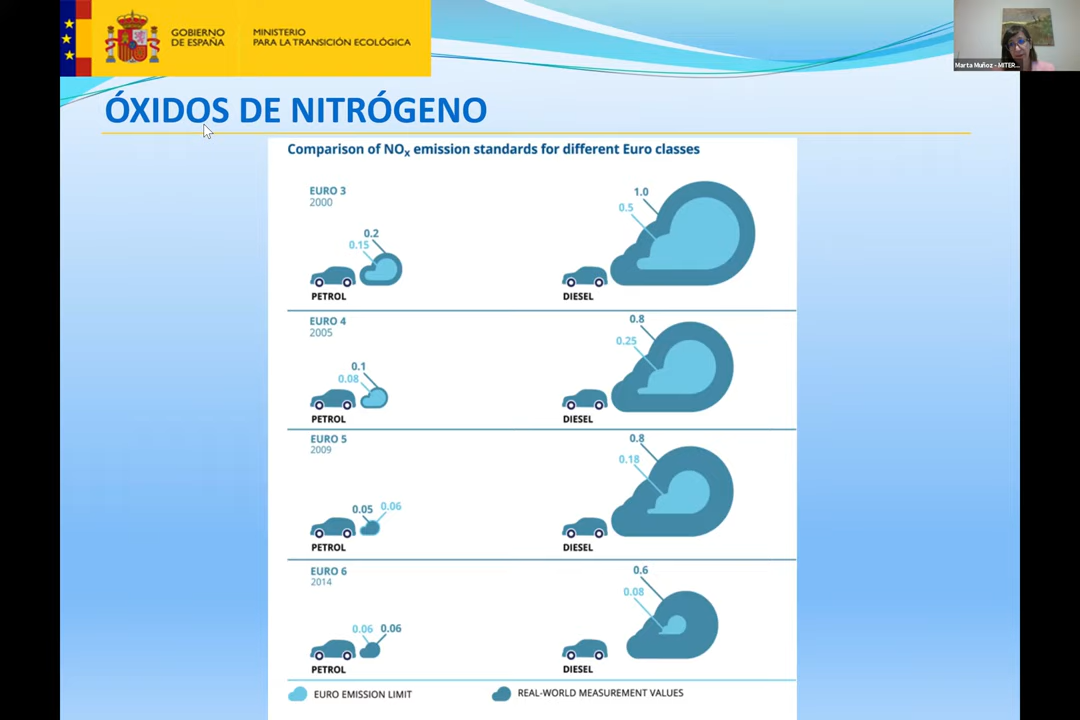 GOBIERNO
DE ESPAÑA
MINISTERIO
PARA LA TRANSICIÓN ECOLÓGICA
Marta Muñoz - MITER...
ÓXIDOS DE NITRÓGENO
Comparison of NOx emission standards for different Euro classes
EURO 3
2000
0.2
0.15
PETROL
1.0
0.5
DIESEL
EURO 4
2005
0.1
0.08
PETROL
0.8
0.25
DIESEL
EURO 5
2009
0.05 0.06
PETROL
0.8
0.18
DIESEL
EURO 6
2014
0.06 0.06
PETROL
0.6
0.08
DIESEL
EURO EMISSION LIMIT
REAL-WORLD MEASUREMENT VALUES